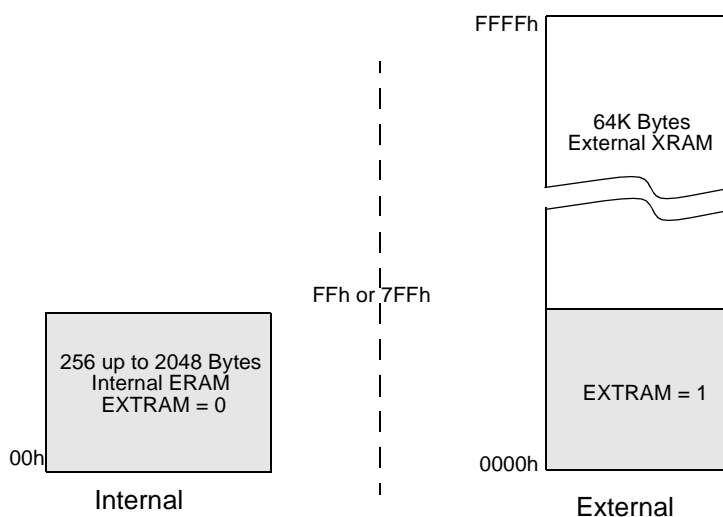 FFFFh
64K Bytes
External XRAM
FFh or 7FFh
256 up to 2048 Bytes
Internal ERAM
EXTRAM = 0
EXTRAM = 1
00h
0000h
Internal
External